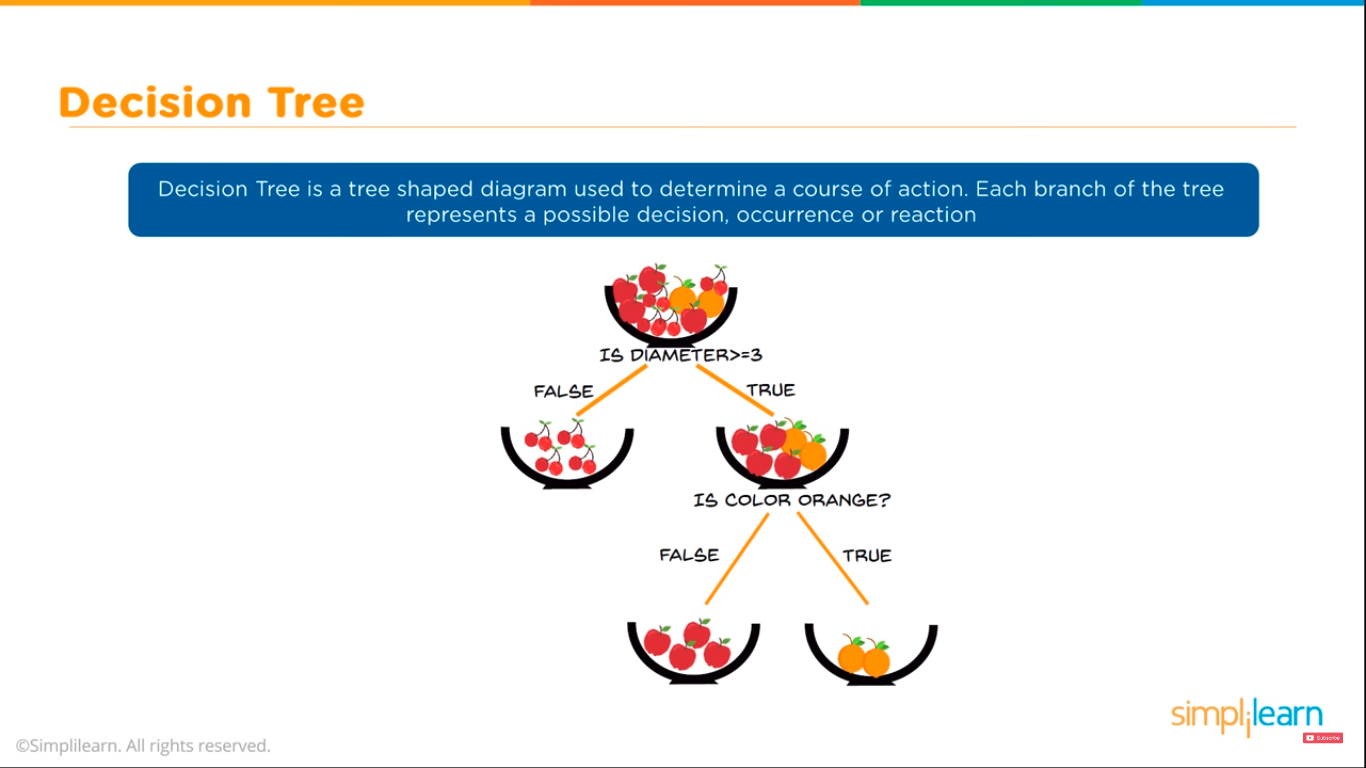 Decision Tree
Decision Tree is a tree shaped diagram used to determine a course of action. Each branch of the tree
represents a possible decision, occurrence or reaction
IS DIAMETER>=3
FALSE
TRUE
IS COLOR ORANGE?
FALSE
TRUE
simplilearn
Subscribe
©Simplilearn. All rights reserved.